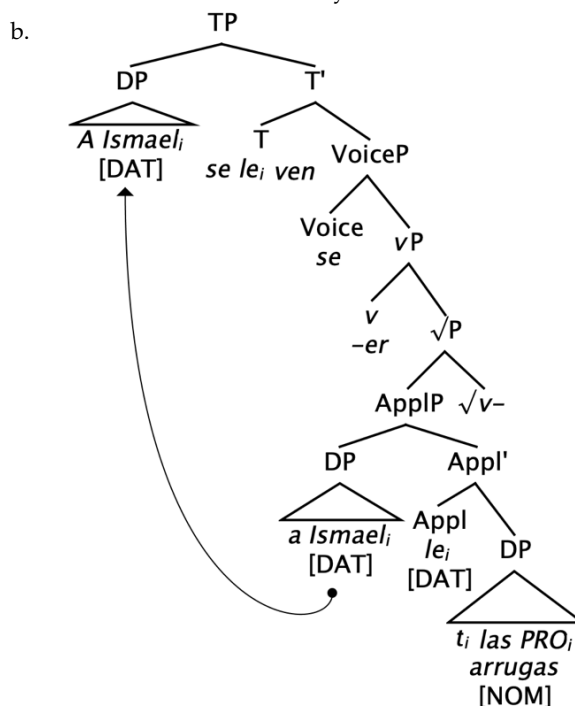 b.
TP
DP T'
A Ismaelᵢ
[DAT]
T
se leᵢ ven
VoiceP
Voice
se
vP
v
–er
√P
ApplP √v–
DP Appl'
a Ismaelᵢ
[DAT]
Appl
leᵢ
[DAT]
DP
tᵢ las PROᵢ
arrugas
[NOM]